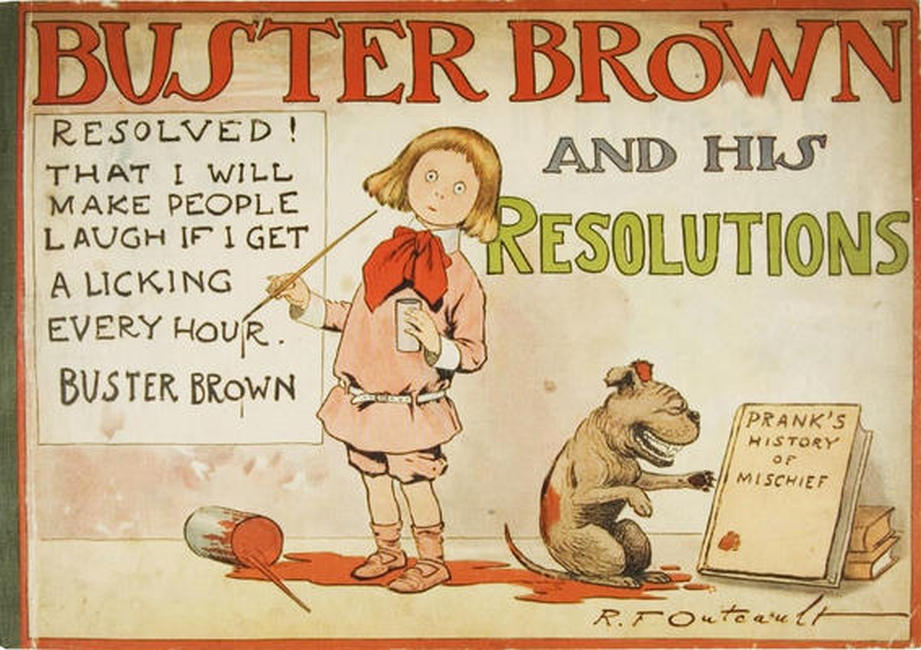 BUSTER BROWN
AND HIS
RESOLUTIONS
RESOLVED!
THAT I WILL
MAKE PEOPLE
LAUGH IF I GET
A LICKING
EVERY HOUR.
BUSTER BROWN
PRANK'S
HISTORY
OF
MISCHIEF
R. F Outcault